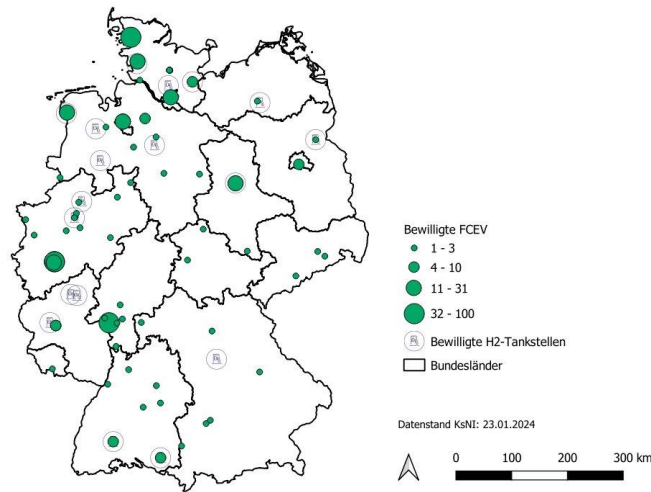 Bewilligte FCEV
1 - 3
4 - 10
11 - 31
32 - 100
Bewilligte H2-Tankstellen
Bundesländer
Datenstand KsNI: 23.01.2024
0 100 200 300 km